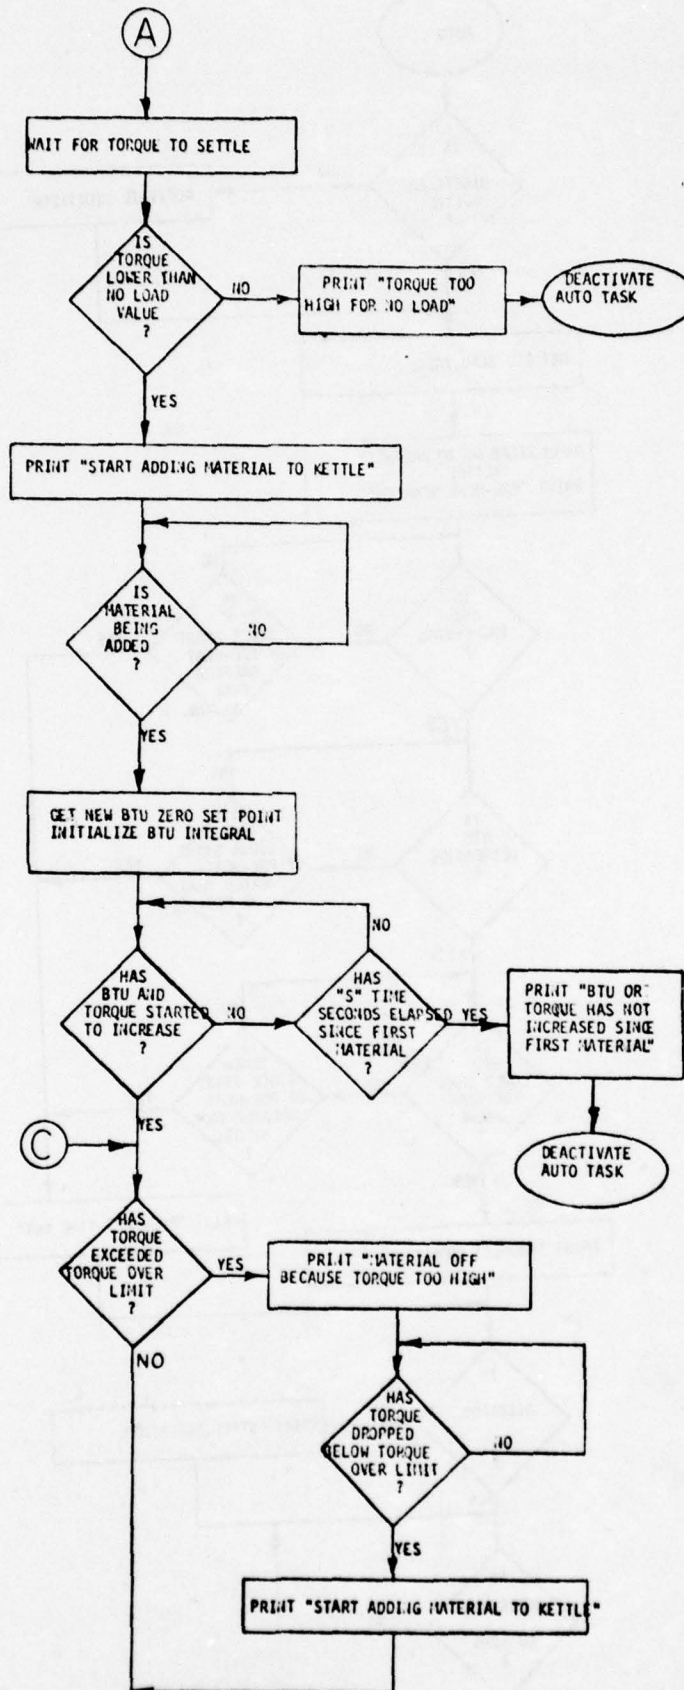 A
WAIT FOR TORQUE TO SETTLE
IS
TORQUE
LOWER THAN
NO LOAD
VALUE
?
NO
PRINT "TORQUE TOO
HIGH FOR NO LOAD"
DEACTIVATE
AUTO TASK
YES
PRINT "START ADDING MATERIAL TO KETTLE"
IS
MATERIAL
BEING
ADDED
?
NO
YES
GET NEW BTU ZERO SET POINT
INITIALIZE BTU INTEGRAL
NO
HAS
BTU AND
TORQUE STARTED
TO INCREASE
?
NO
HAS
"S" TIME
SECONDS ELAPSED
SINCE FIRST
MATERIAL
?
YES
PRINT "BTU OR
TORQUE HAS NOT
INCREASED SINCE
FIRST MATERIAL"
YES
C
DEACTIVATE
AUTO TASK
HAS
TORQUE
EXCEEDED
TORQUE OVER
LIMIT
?
YES
PRINT "MATERIAL OFF
BECAUSE TORQUE TOO HIGH"
NO
HAS
TORQUE
DROPPED
BELOW TORQUE
OVER LIMIT
?
NO
YES
PRINT "START ADDING MATERIAL TO KETTLE"